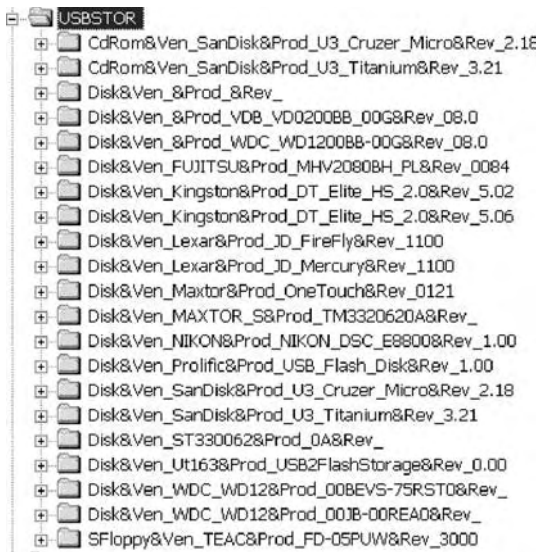 USBSTOR
CdRom&Ven_SanDisk&Prod_U3_Cruzer_Micro&Rev_2.18
CdRom&Ven_SanDisk&Prod_U3_Titanium&Rev_3.21
Disk&Ven_&Prod_&Rev_
Disk&Ven_&Prod_VDB_VD0200BB_00G&Rev_08.0
Disk&Ven_&Prod_WDC_WD1200BB-00G&Rev_08.0
Disk&Ven_FUJITSU&Prod_MHV2080BH_PL&Rev_0084
Disk&Ven_Kingston&Prod_DT_Elite_HS_2.0&Rev_5.02
Disk&Ven_Kingston&Prod_DT_Elite_HS_2.0&Rev_5.06
Disk&Ven_Lexar&Prod_JD_FireFly&Rev_1100
Disk&Ven_Lexar&Prod_JD_Mercury&Rev_1100
Disk&Ven_Maxtor&Prod_OneTouch&Rev_0121
Disk&Ven_MAXTOR_S&Prod_TM3320620A&Rev_
Disk&Ven_NIKON&Prod_NIKON_DSC_E8800&Rev_1.00
Disk&Ven_Prolific&Prod_USB_Flash_Disk&Rev_1.00
Disk&Ven_SanDisk&Prod_U3_Cruzer_Micro&Rev_2.18
Disk&Ven_SanDisk&Prod_U3_Titanium&Rev_3.21
Disk&Ven_ST330062&Prod_0A&Rev_
Disk&Ven_Ut163&Prod_USB2FlashStorage&Rev_0.00
Disk&Ven_WDC_WD12&Prod_00BEVS-75RST0&Rev_
Disk&Ven_WDC_WD12&Prod_00JB-00REA0&Rev_
SFloppy&Ven_TEAC&Prod_FD-05PUW&Rev_3000